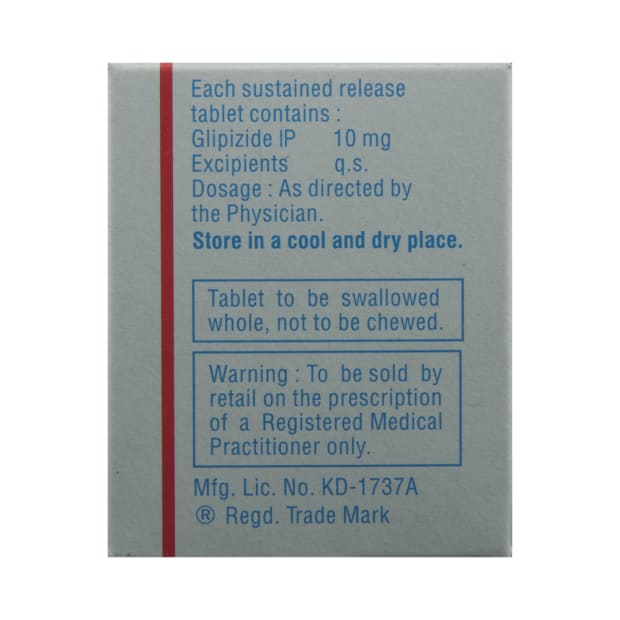 Each sustained release
tablet contains :
Glipizide IP 10 mg
Excipients q.s.
Dosage : As directed by
the Physician.
Store in a cool and dry place.
Tablet to be swallowed
whole, not to be chewed.
Warning : To be sold by
retail on the prescription
of a Registered Medical
Practitioner only.
Mfg. Lic. No. KD-1737A
® Regd. Trade Mark